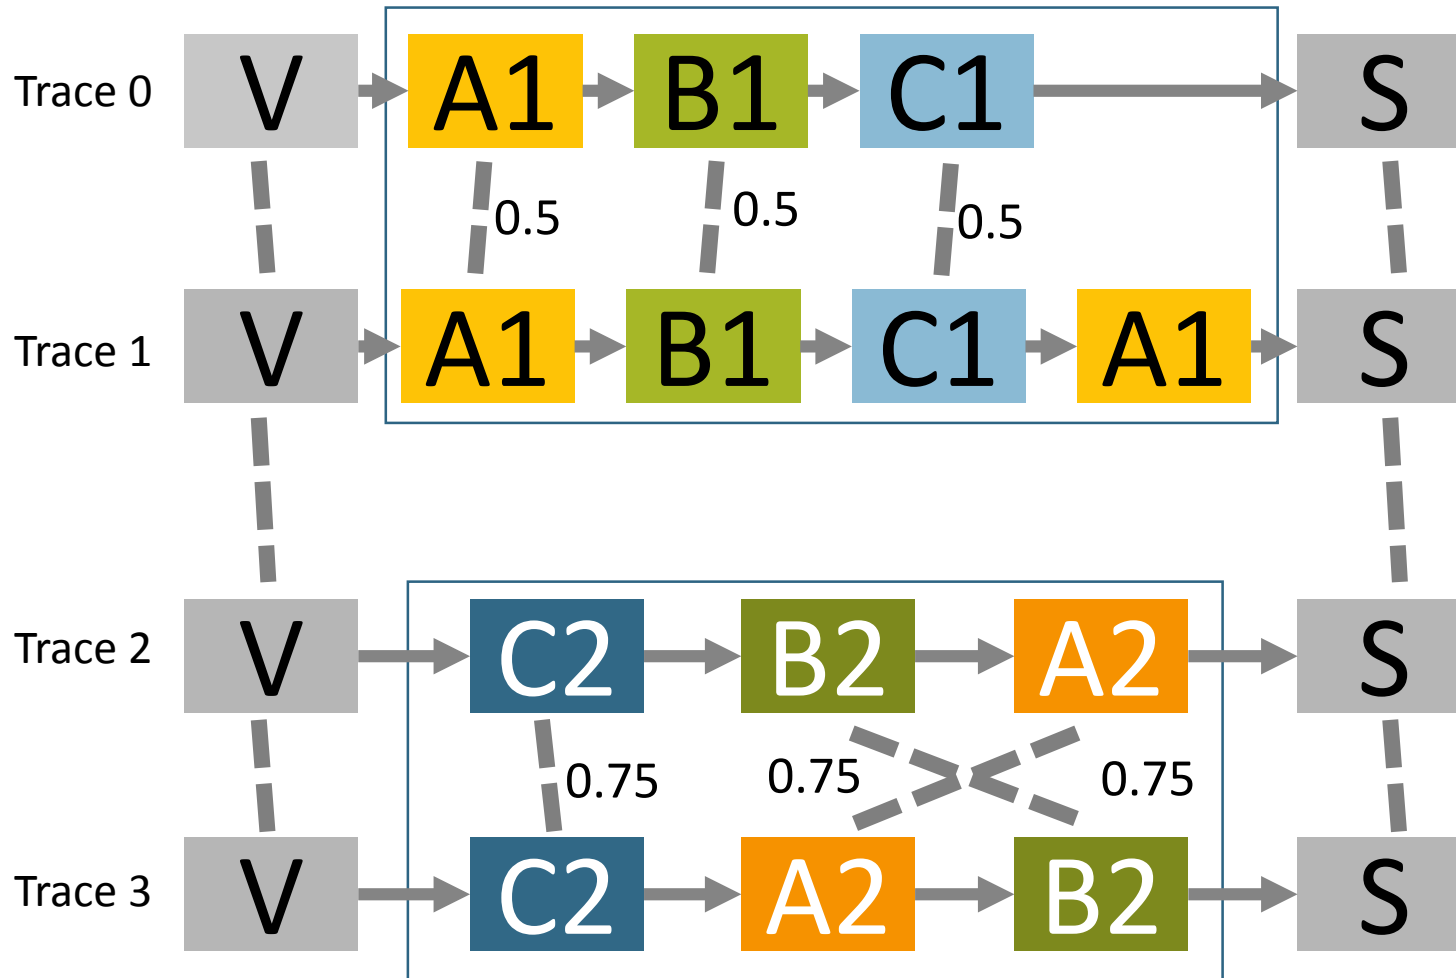 Trace 0 V A1 B1 C1 S
0.5 0.5 0.5
Trace 1 V A1 B1 C1 A1 S
Trace 2 V C2 B2 A2 S
0.75 0.75 0.75
Trace 3 V C2 A2 B2 S